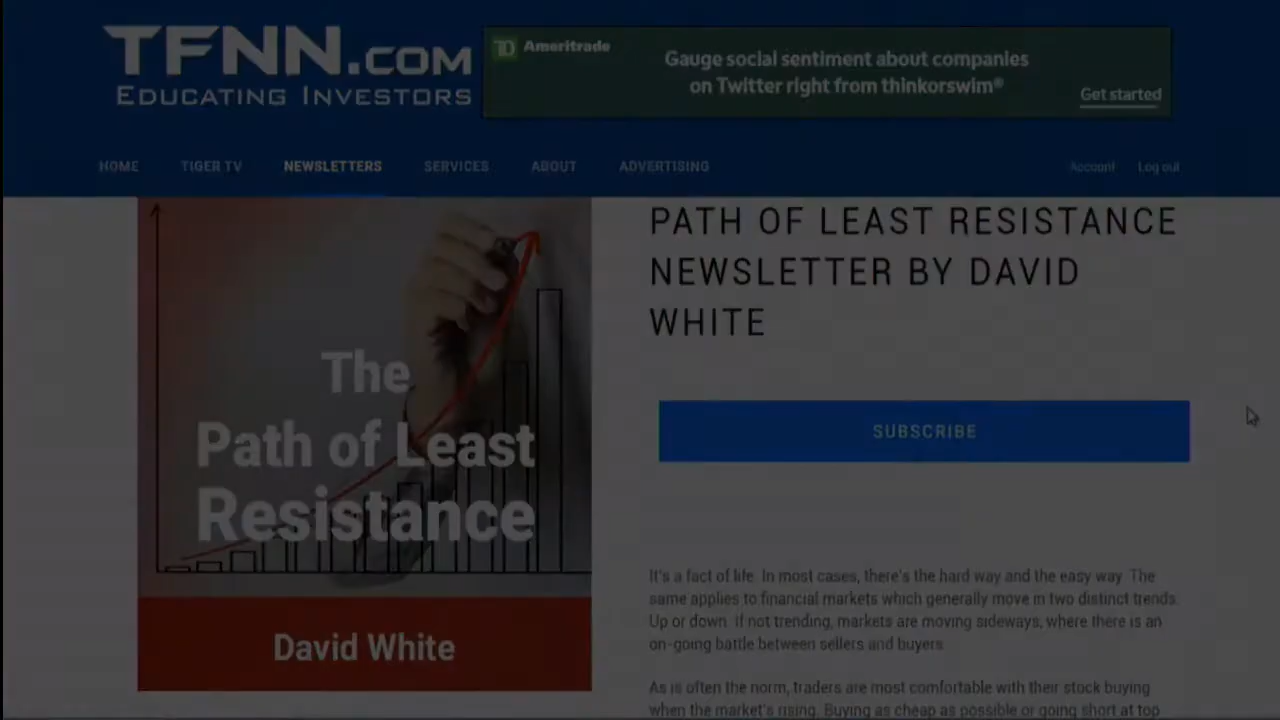 TFNN.COM
EDUCATING INVESTORS
TD Ameritrade
Gauge social sentiment about companies
on Twitter right from thinkorswim®
Get started
HOME TIGER TV NEWSLETTERS SERVICES ABOUT ADVERTISING Account Log out
The
Path of Least
Resistance
David White
PATH OF LEAST RESISTANCE
NEWSLETTER BY DAVID
WHITE
SUBSCRIBE
It's a fact of life. In most cases, there's the hard way and the easy way. The
same applies to financial markets which generally move in two distinct trends.
Up or down. If not trending, markets are moving sideways, where there is an
on-going battle between sellers and buyers.
As is often the norm, traders are most comfortable with their stock buying
when the market's rising. Buying as cheap as possible or going short at top